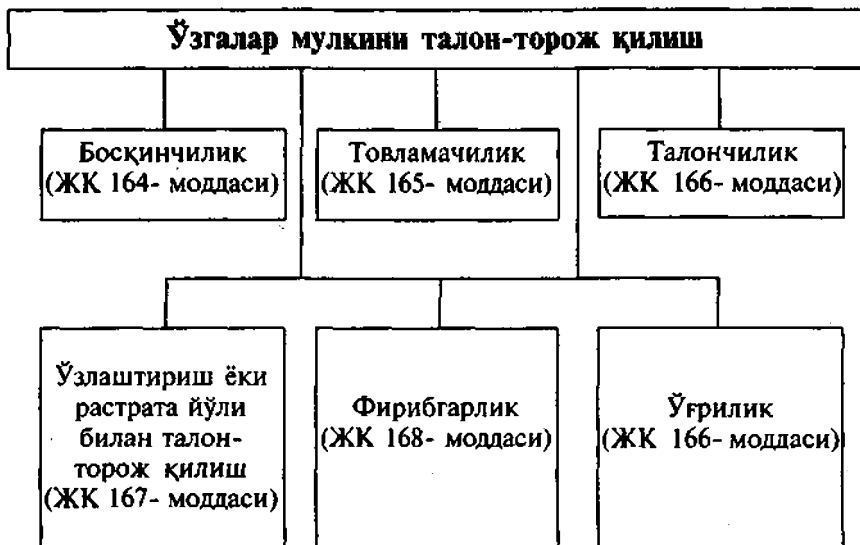 Ўзгалар мулкини талон-торож қилиш
Босқинчилик
(ЖК 164- моддаси)
Товламачилик
(ЖК 165- моддаси)
Талончилик
(ЖК 166- моддаси)
Ўзлаштириш ёки
растрата йўли
билан талон-
торож қилиш
(ЖК 167- моддаси)
Фирибгарлик
(ЖК 168- моддаси)
Ўғрилик
(ЖК 166- моддаси)